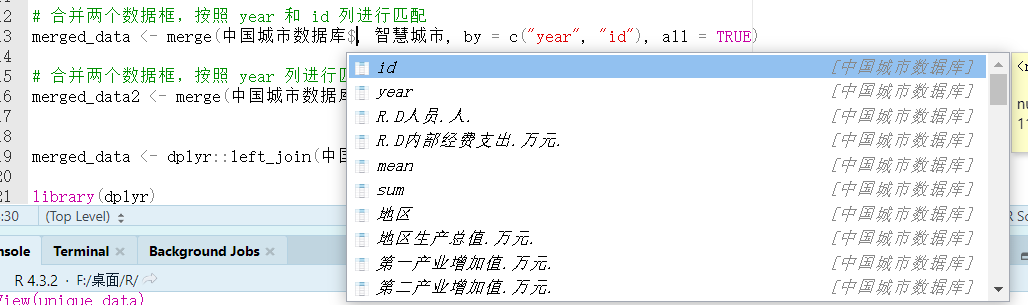 12 # 合并两个数据框，按照 year 和 id 列进行匹配
13 merged_data <- merge(中国城市数据库$, 智慧城市, by = c("year", "id"), all = TRUE)
14
15 # 合并两个数据框，按照 year 列进行
16 merged_data2 <- merge(中国城市数据库
17
18
19 merged_data <- dplyr::left_join(中
20
21 library(dplyr)
id [中国城市数据库]
year [中国城市数据库]
R.D人员.人. [中国城市数据库]
R.D内部经费支出.万元. [中国城市数据库]
mean [中国城市数据库]
sum [中国城市数据库]
地区 [中国城市数据库]
地区生产总值.万元. [中国城市数据库]
第一产业增加值.万元. [中国城市数据库]
第二产业增加值.万元. [中国城市数据库]
:30 (Top Level)
nsole Terminal Background Jobs
R 4.3.2 · F:/桌面/R/
View(unique_data)